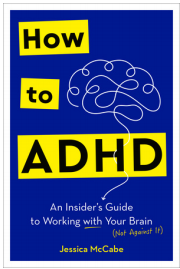 How
to
ADHD
An Insider's Guide
to Working with Your Brain
(Not Against It)
Jessica McCabe